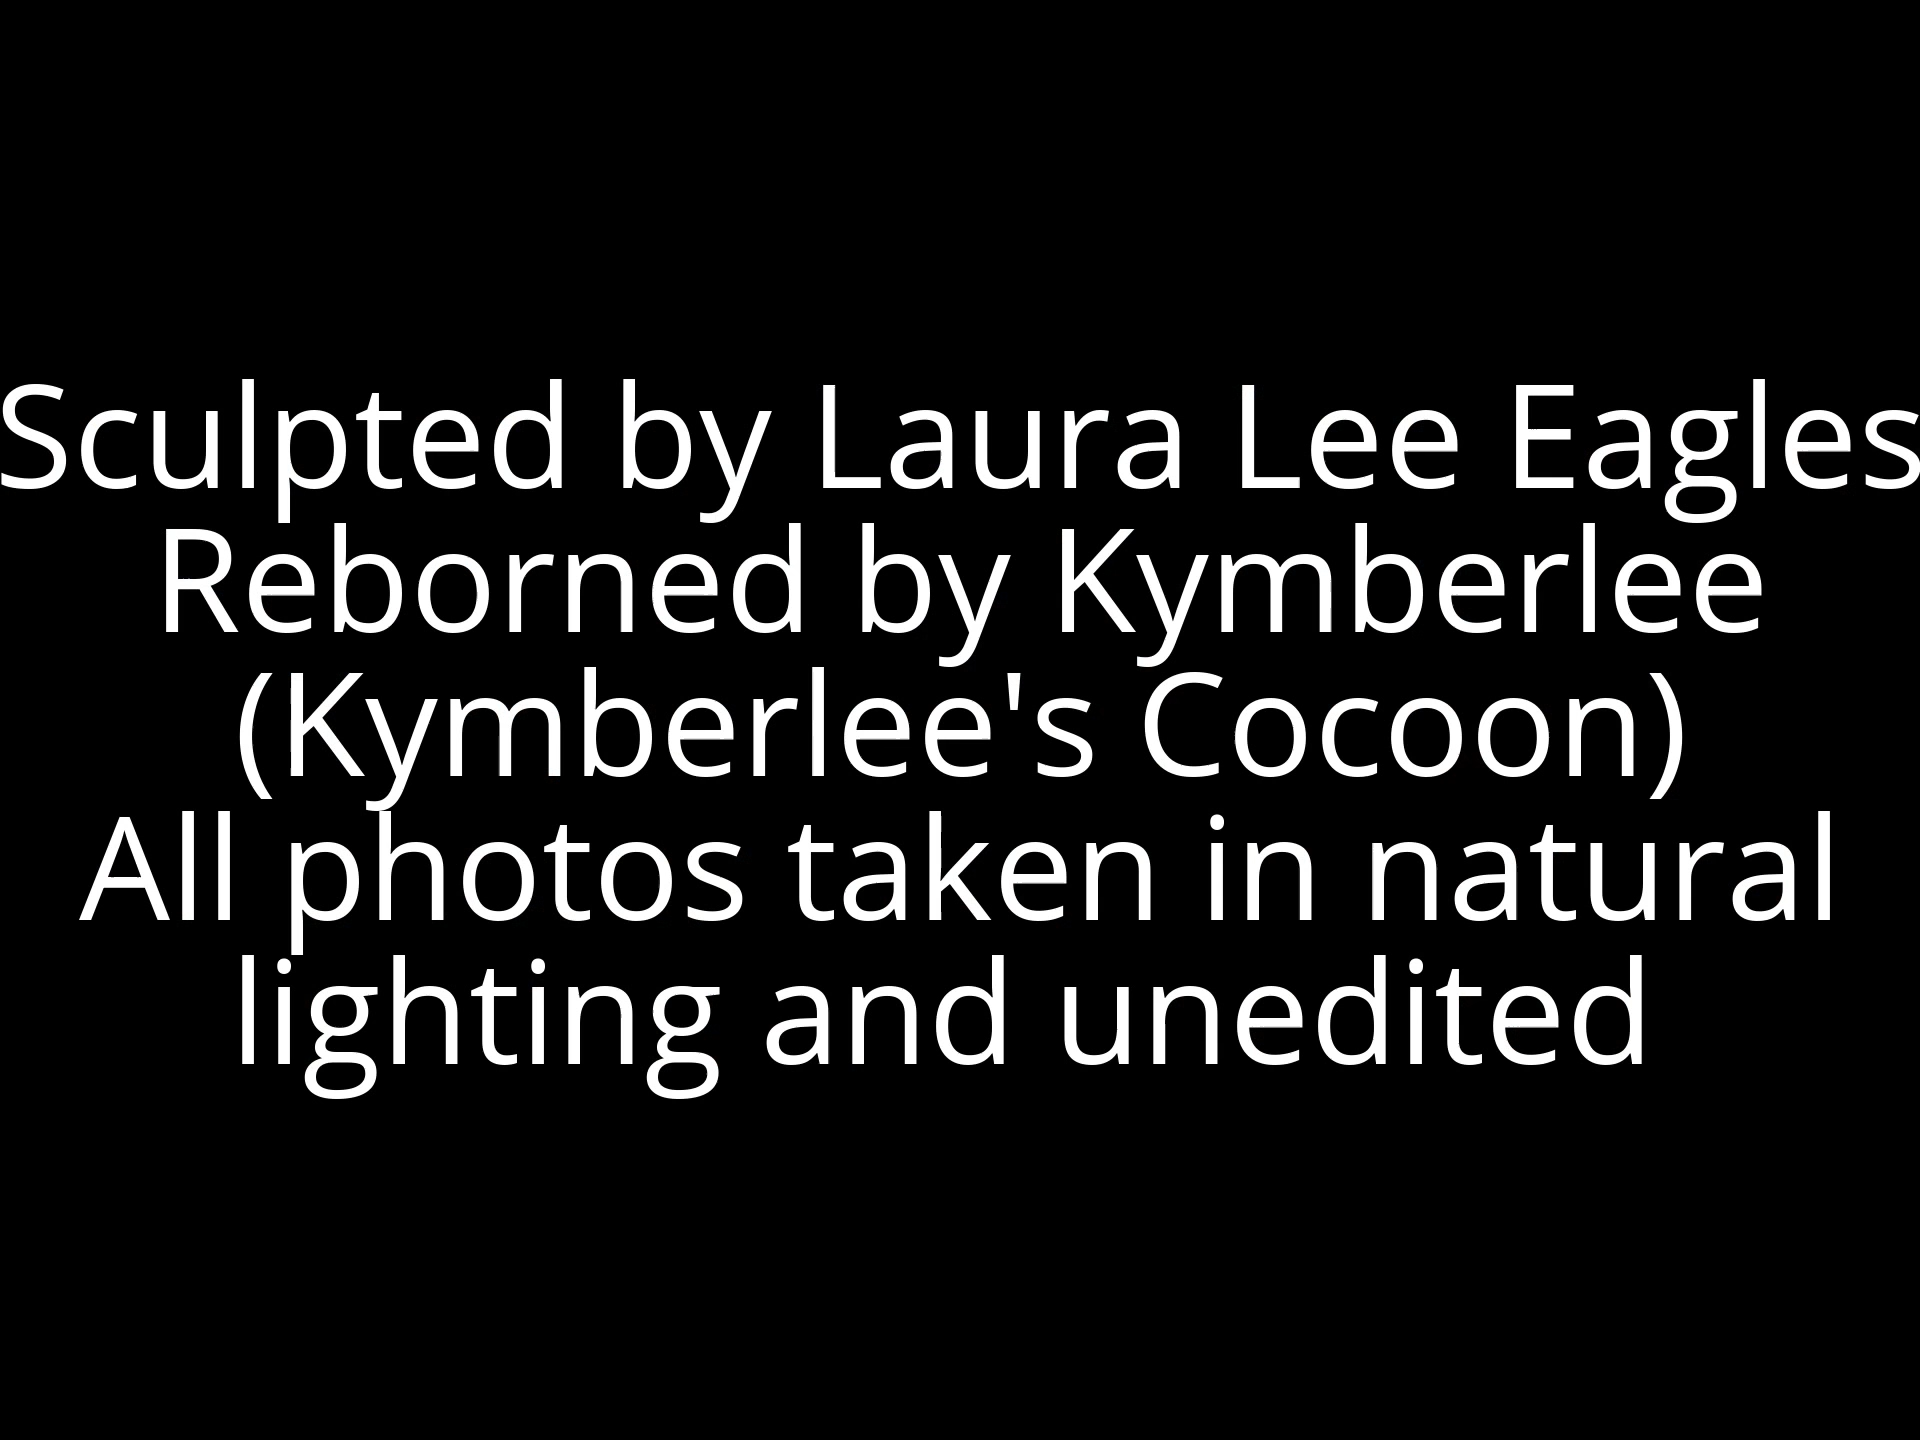 Sculpted by Laura Lee Eagles
Reborned by Kymberlee
(Kymberlee's Cocoon)
All photos taken in natural
lighting and unedited